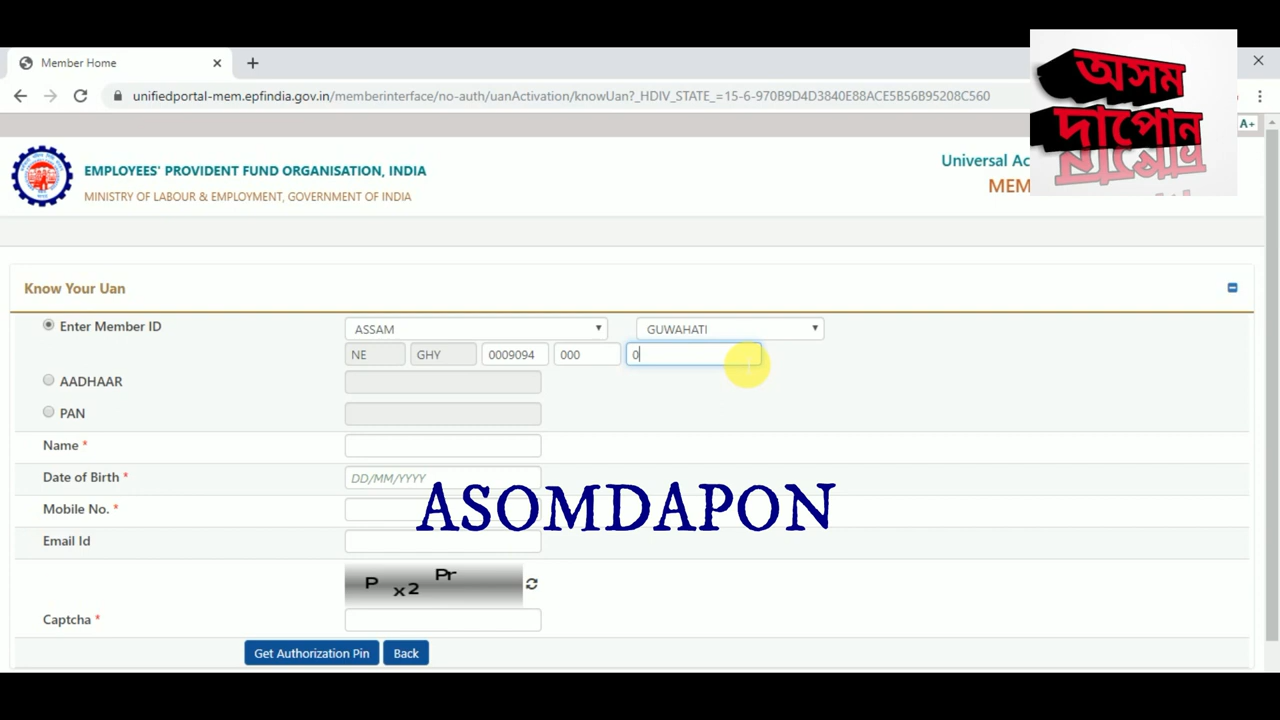 Member Home
unifiedportal-mem.epfindia.gov.in/memberinterface/no-auth/uanActivation/knowUan?_HDIV_STATE_=15-6-970B9D4D3840E88ACE5B56B95208C560
অসম
দাপোন
A+
EMPLOYEES' PROVIDENT FUND ORGANISATION, INDIA
MINISTRY OF LABOUR & EMPLOYMENT, GOVERNMENT OF INDIA
Universal
MEM
Know Your Uan
Enter Member ID ASSAM GUWAHATI
NE GHY 0009094 000 0
AADHAAR
PAN
Name *
Date of Birth * DD/MM/YYYY
ASOMDAPON
Mobile No. *
Email Id
P x2 Pr
Captcha *
Get Authorization Pin Back